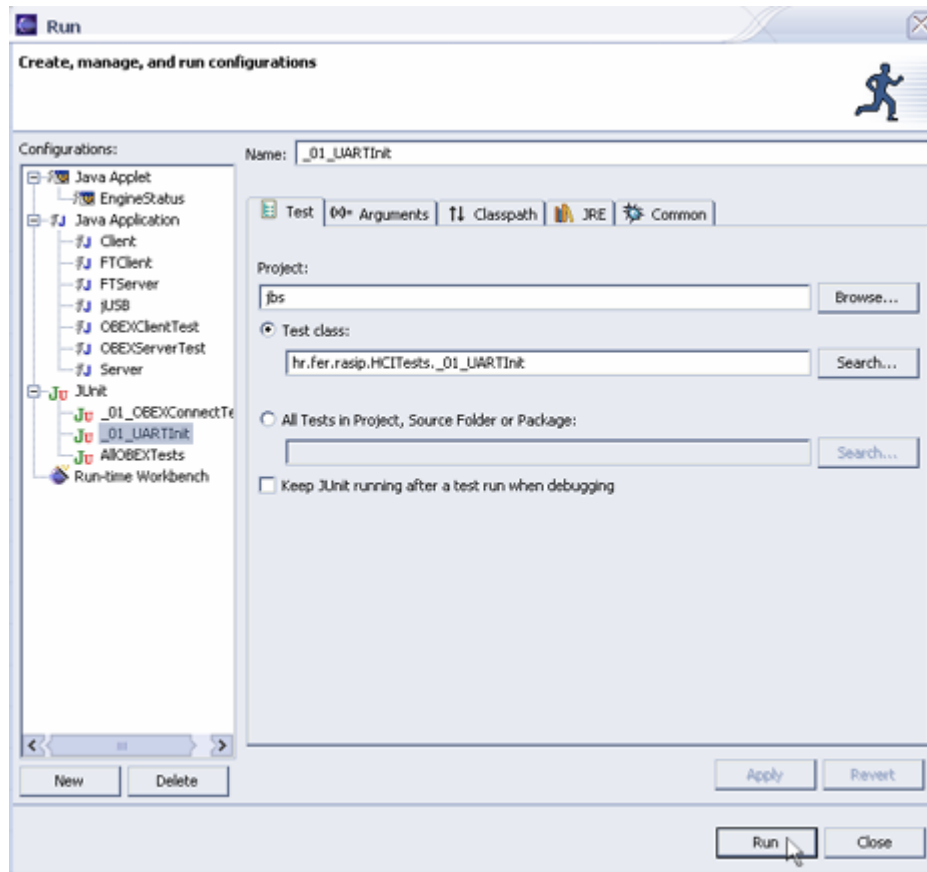 Run
Create, manage, and run configurations
Configurations:
Java Applet
EngineStatus
Java Application
Client
FTClient
FTServer
jUSB
OBEXClientTest
OBEXServerTest
Server
JUnit
_01_OBEXConnectTe
_01_UARTInit
AllOBEXTests
Run-time Workbench
New
Delete
Name: _01_UARTInit
Test
Arguments
Classpath
JRE
Common
Project:
jbs
Browse...
Test class:
hr.fer.rasip.HCITests._01_UARTInit
Search...
All Tests in Project, Source Folder or Package:
Search...
Keep JUnit running after a test run when debugging
Apply
Revert
Run
Close